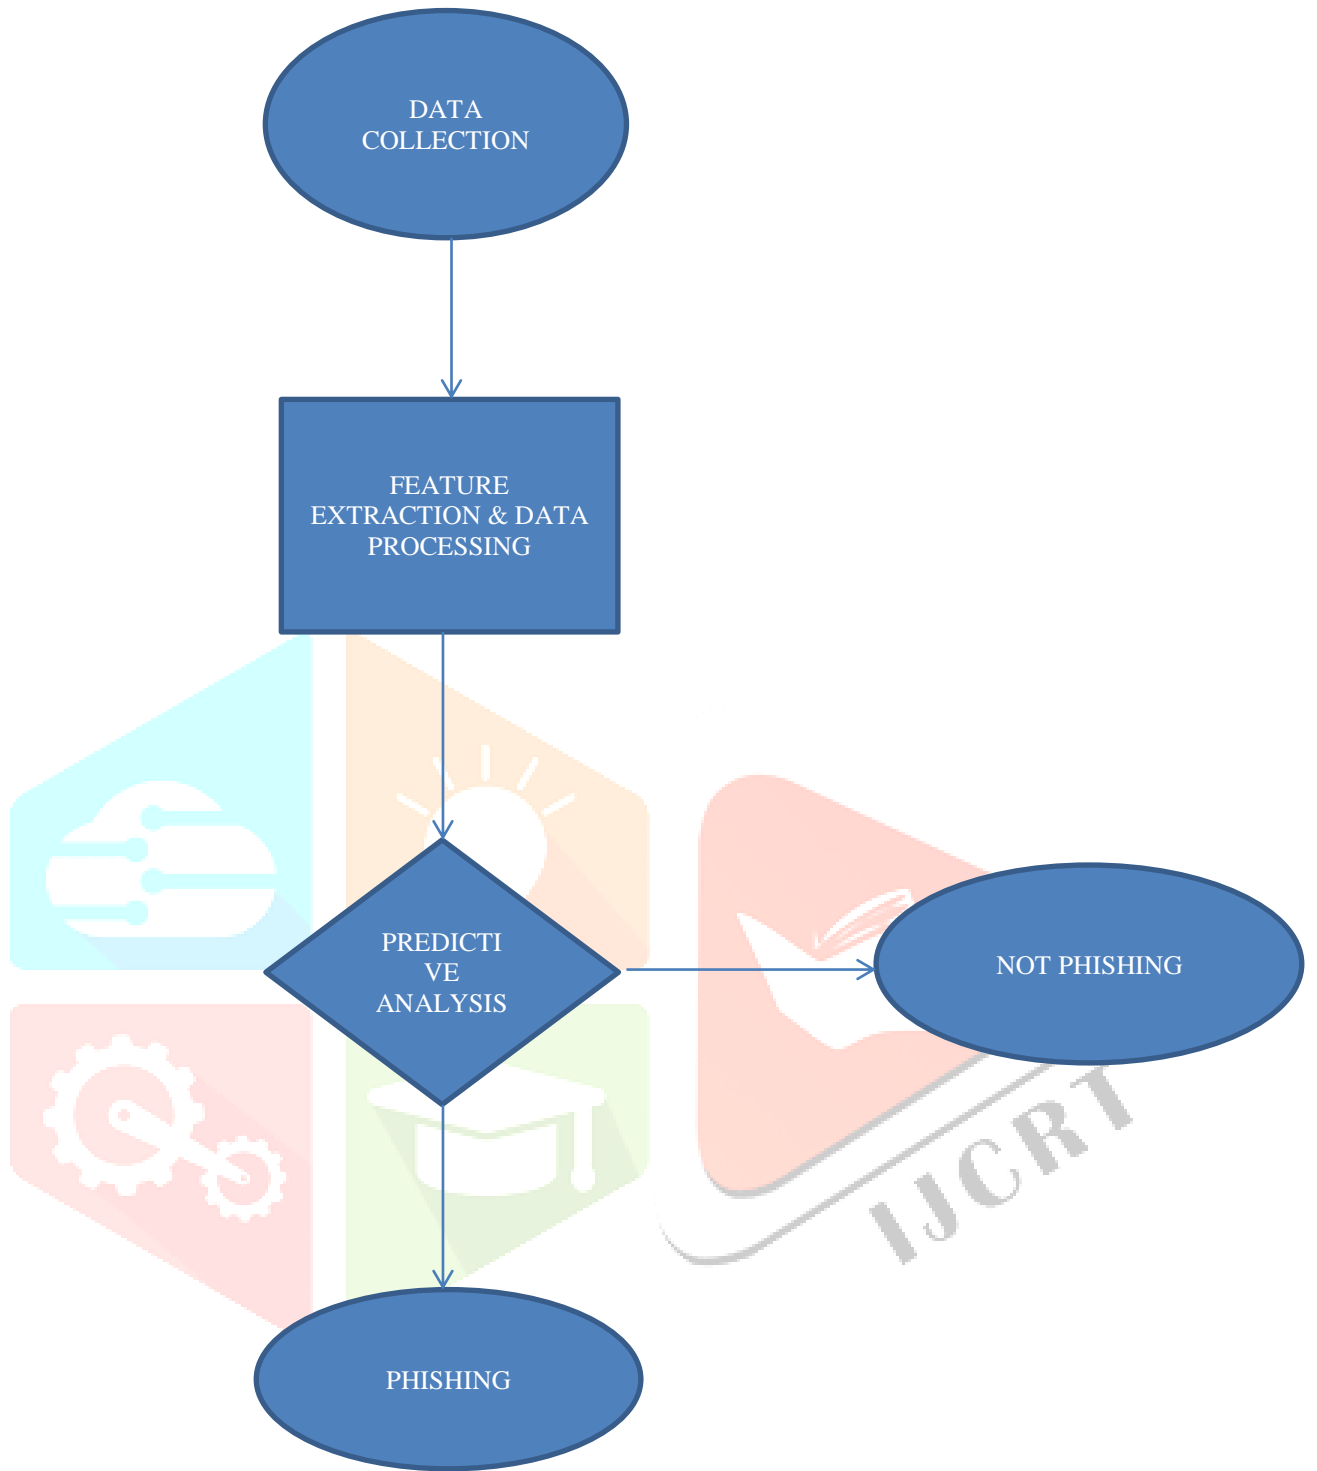 DATA
COLLECTION
FEATURE
EXTRACTION & DATA
PROCESSING
PREDICTI
VE
ANALYSIS
NOT PHISHING
IJCRT
PHISHING